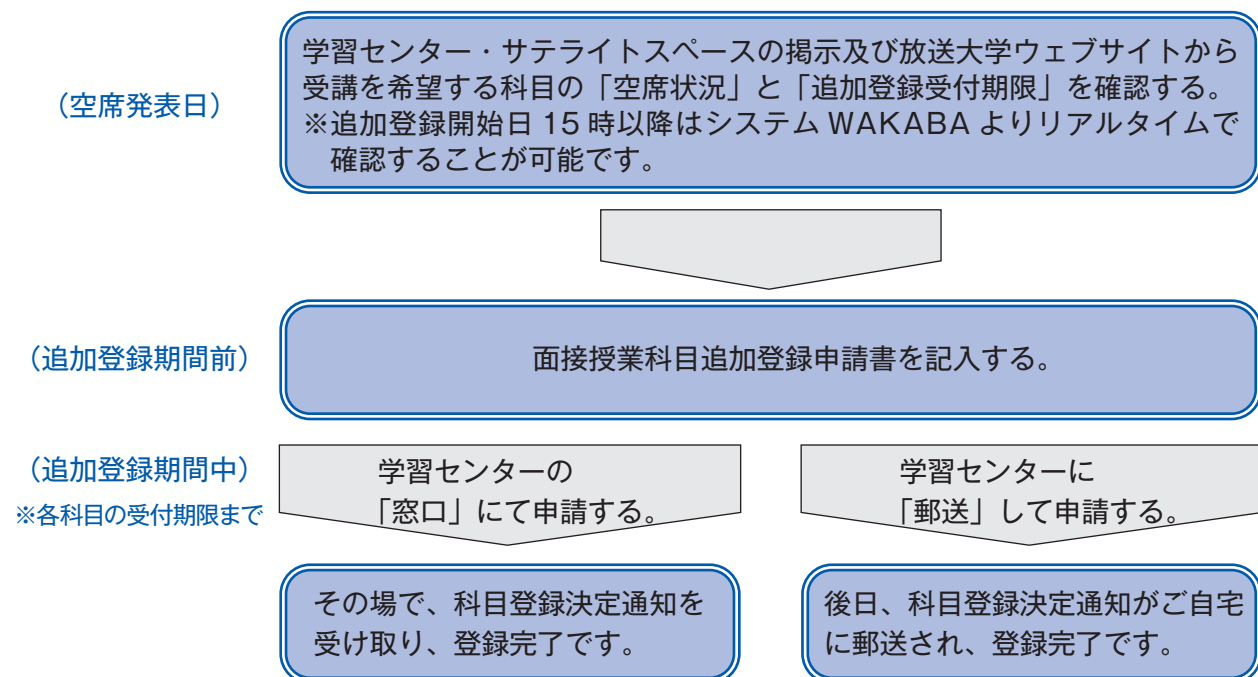 （空席発表日）
学習センター・サテライトスペースの掲示及び放送大学ウェブサイトから
受講を希望する科目の「空席状況」と「追加登録受付期限」を確認する。
※追加登録開始日 15 時以降はシステム WAKABA よりリアルタイムで
確認することが可能です。
（追加登録期間前）
面接授業科目追加登録申請書を記入する。
（追加登録期間中）
※各科目の受付期限まで
学習センターの
「窓口」にて申請する。
学習センターに
「郵送」して申請する。
その場で、科目登録決定通知を
受け取り、登録完了です。
後日、科目登録決定通知がご自宅
に郵送され、登録完了です。